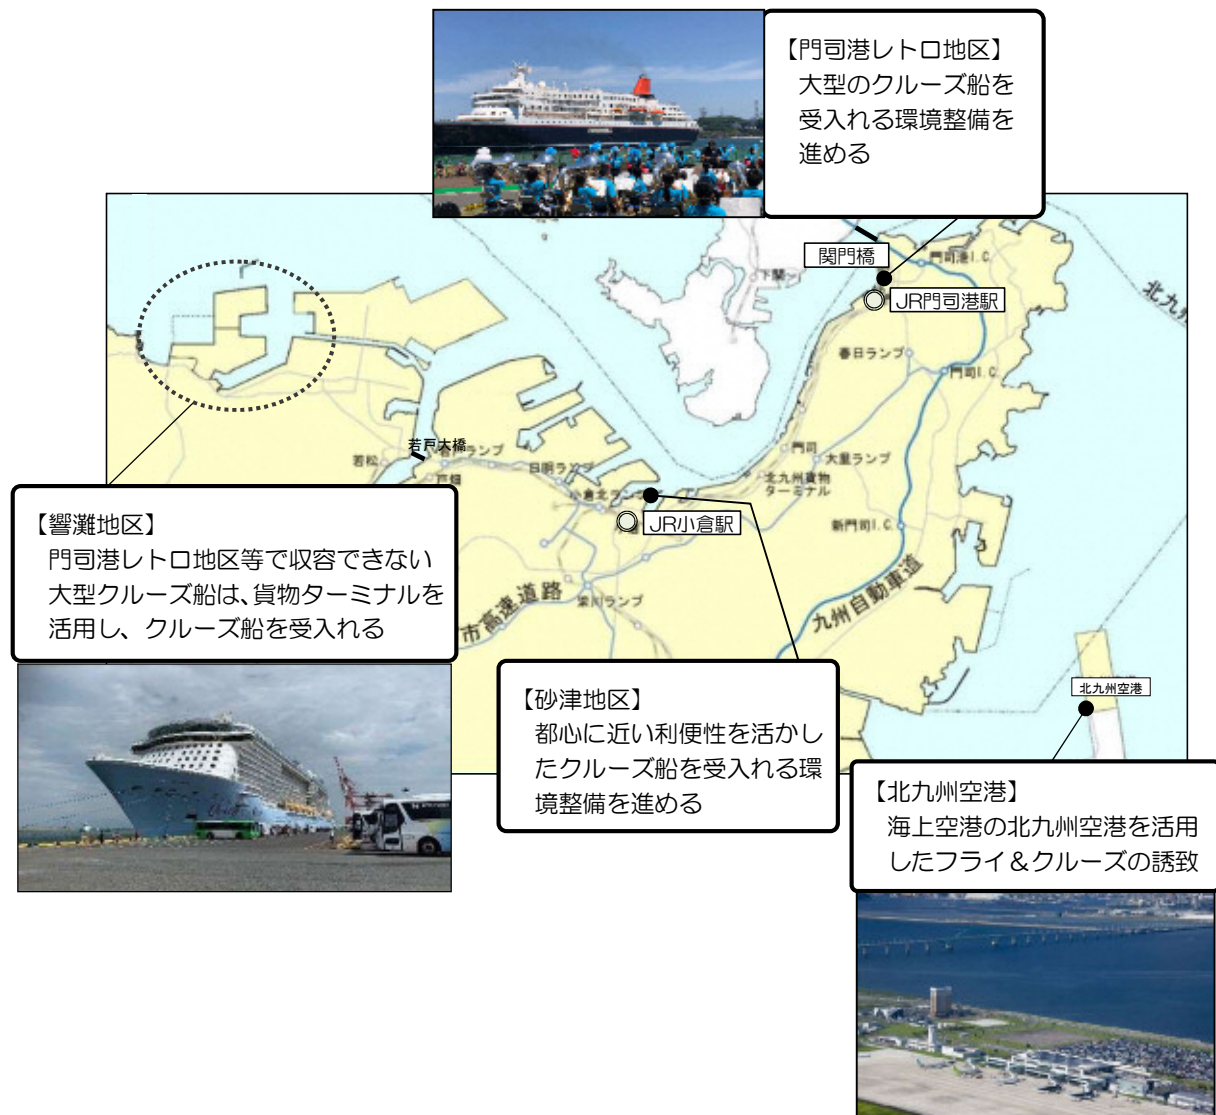 【門司港レトロ地区】
大型のクルーズ船を
受入れる環境整備を
進める
関門橋
門司港I.C.
下関
JR門司港駅
北九州
春日ランプ
門司I.C.
若戸大橋
若松
戸畑
日明ランプ
門司
大里ランプ
北九州貨物
ターミナル
小倉北ランプ
JR小倉駅
新門司I.C.
【響灘地区】
門司港レトロ地区等で収容できない
大型クルーズ船は、貨物ターミナルを
活用し、クルーズ船を受入れる
市高速道路
九州自動車道
北九州空港
【砂津地区】
都心に近い利便性を活かし
たクルーズ船を受入れる環
境整備を進める
【北九州空港】
海上空港の北九州空港を活用
したフライ&クルーズの誘致